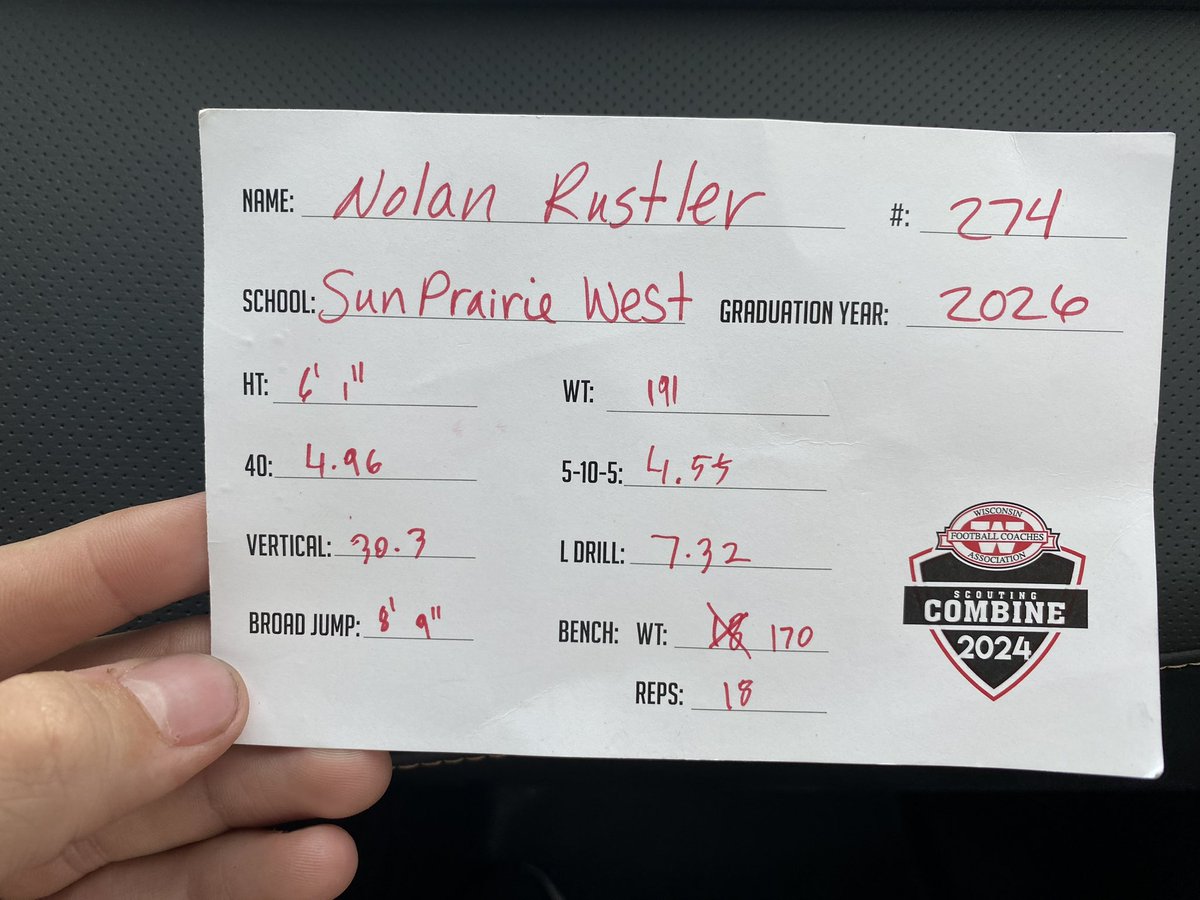 NAME: Nolan Rustler #: 274
SCHOOL: Sun Prairie West GRADUATION YEAR: 2026
HT: 6' 1" WT: 191
40: 4.96 5-10-5: 4.55
VERTICAL: 30.3 L DRILL: 7.32
BROAD JUMP: 8' 9" BENCH: WT: 18 170
REPS: 18
WISCONSIN
FOOTBALL COACHES
ASSOCIATION
W
SCOUTING
COMBINE
2024